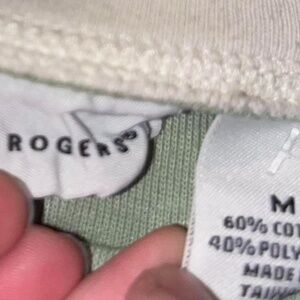 ROGERS®
M
60% COT
40% POLY
MADE
TAIW